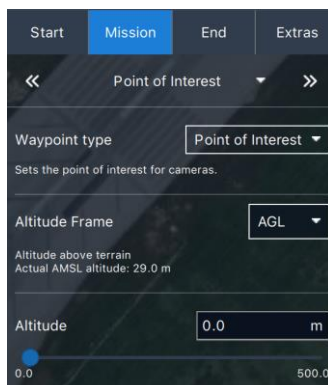 Start Mission End Extras
« Point of Interest »
Waypoint type Point of Interest
Sets the point of interest for cameras.
Altitude Frame AGL
Altitude above terrain
Actual AMSL altitude: 29.0 m
Altitude 0.0 m
0.0 500.0